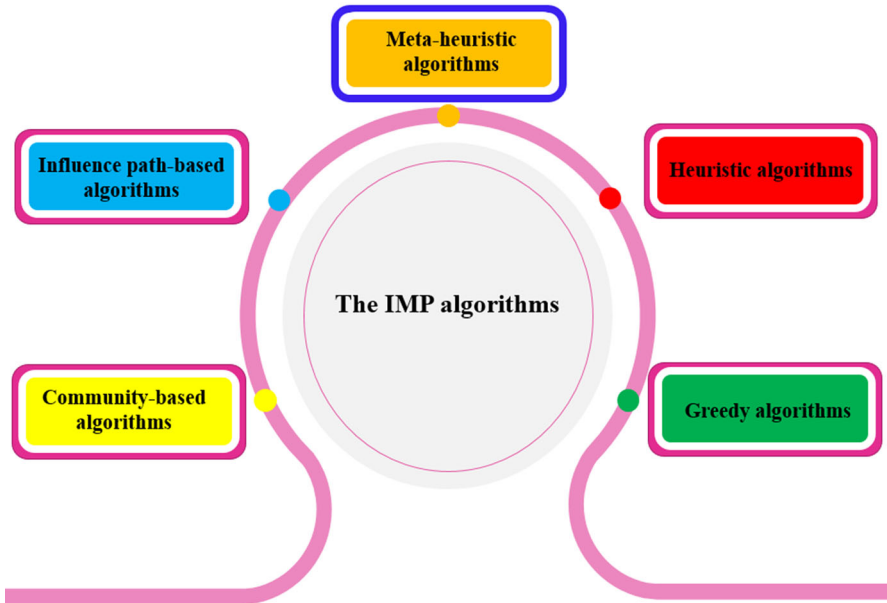 Meta-heuristic
algorithms
Influence path-based
algorithms
Heuristic algorithms
The IMP algorithms
Community-based
algorithms
Greedy algorithms